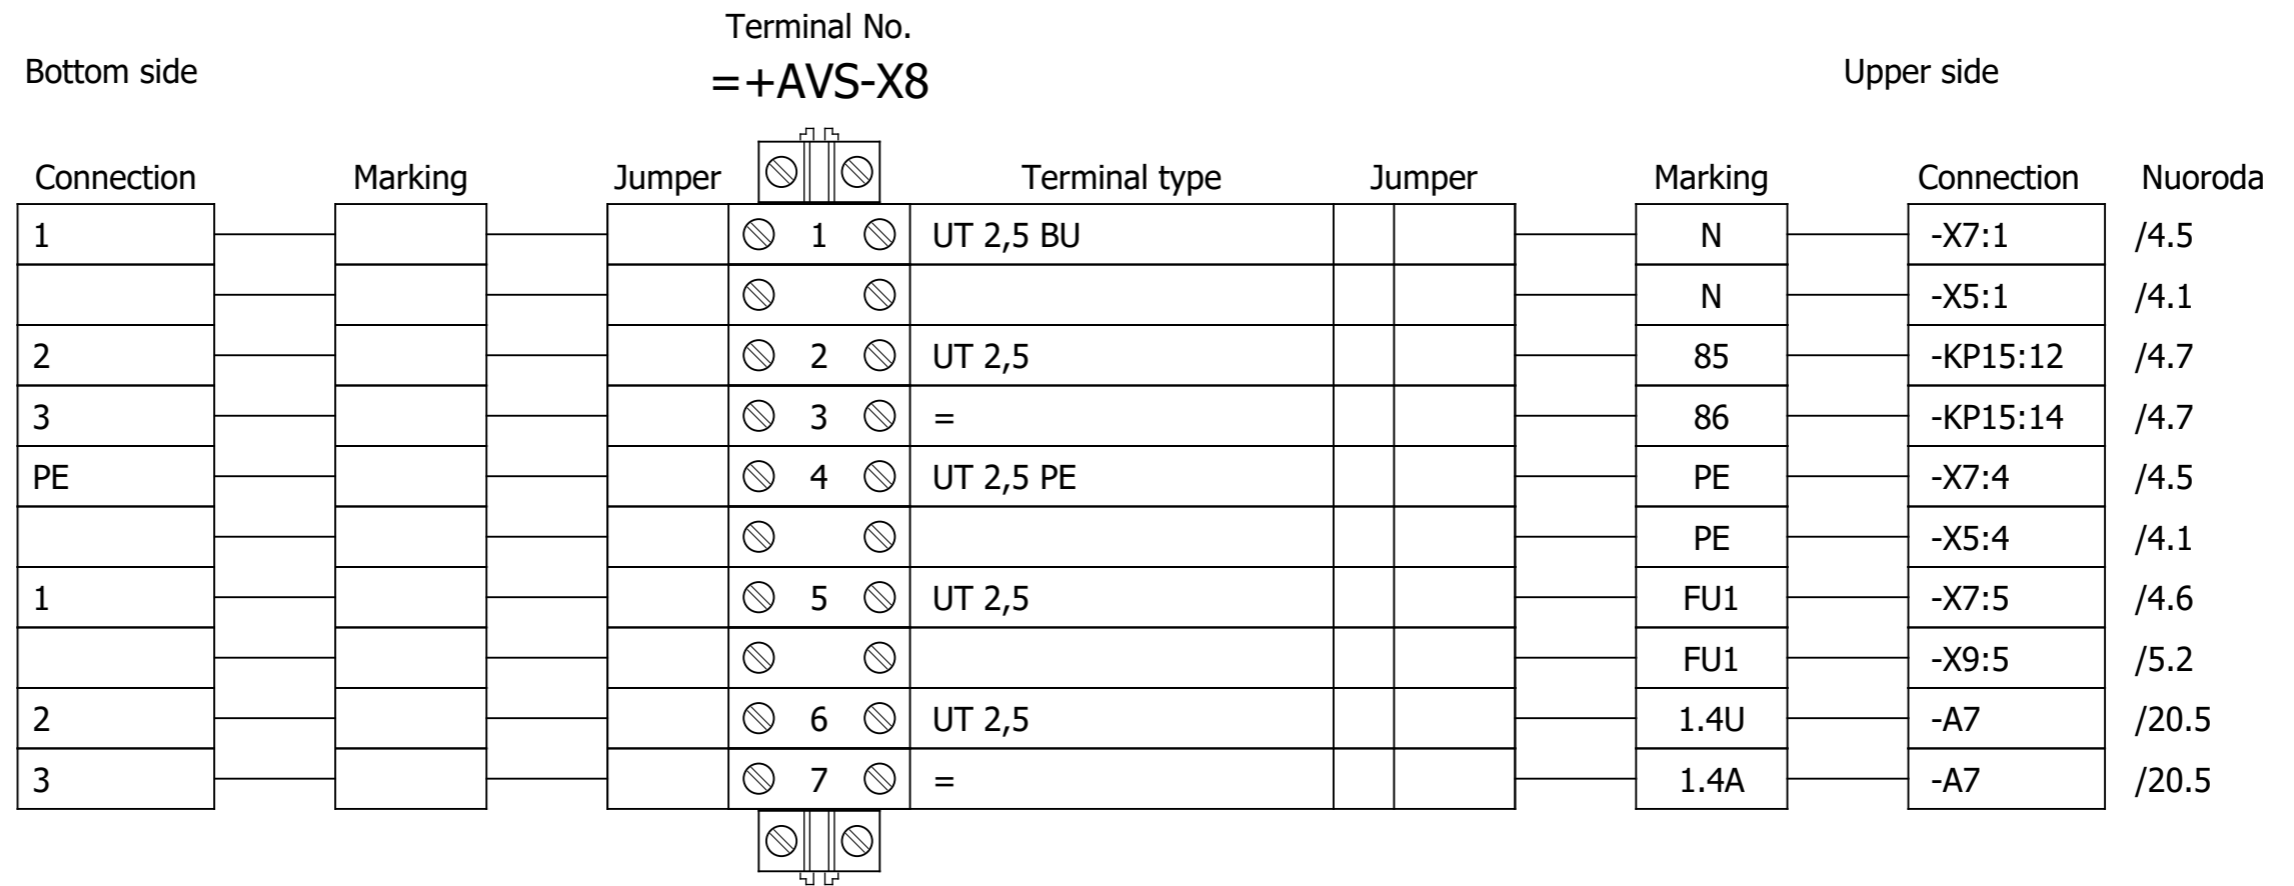 Terminal No.
Bottom side =+AVS-X8 Upper side
Connection Marking Jumper Terminal type Jumper Marking Connection Nuoroda
1 1 UT 2,5 BU N -X7:1 /4.5
N -X5:1 /4.1
2 2 UT 2,5 85 -KP15:12 /4.7
3 3 = 86 -KP15:14 /4.7
PE 4 UT 2,5 PE PE -X7:4 /4.5
PE -X5:4 /4.1
1 5 UT 2,5 FU1 -X7:5 /4.6
FU1 -X9:5 /5.2
2 6 UT 2,5 1.4U -A7 /20.5
3 7 = 1.4A -A7 /20.5